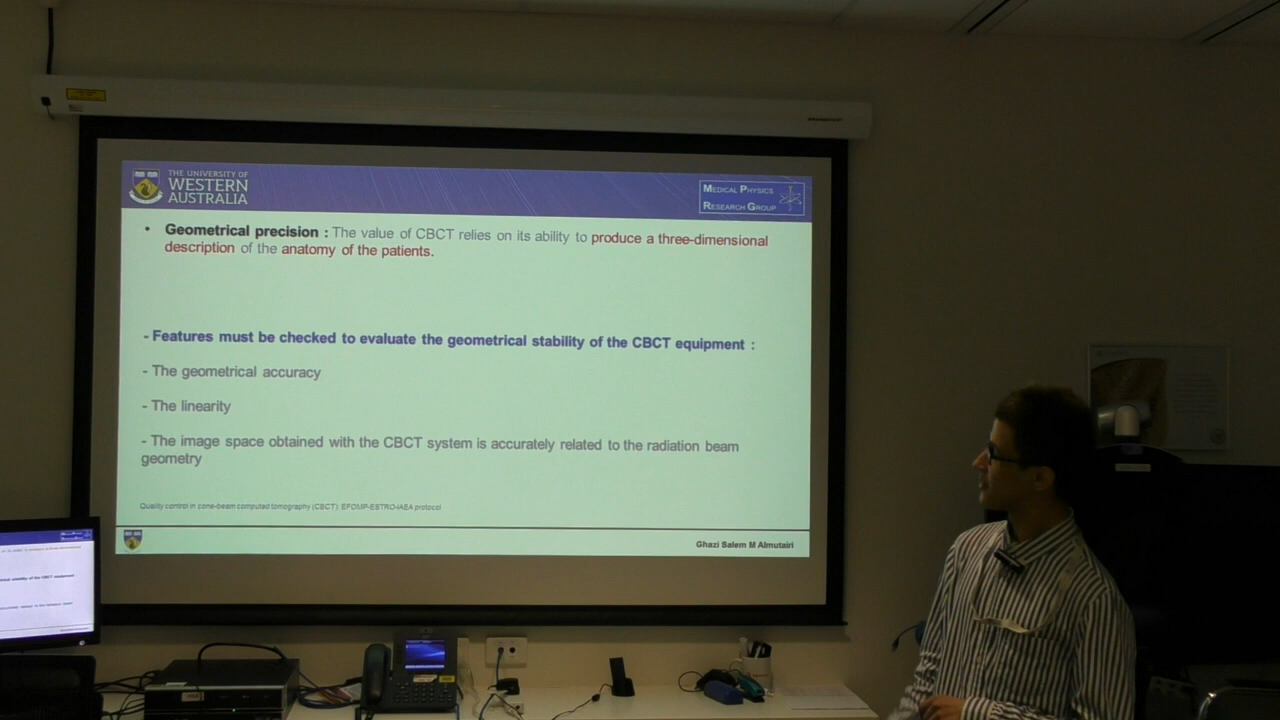 THE UNIVERSITY OF
WESTERN
AUSTRALIA
MEDICAL PHYSICS
RESEARCH GROUP
• Geometrical precision : The value of CBCT relies on its ability to produce a three-dimensional
description of the anatomy of the patients.
- Features must be checked to evaluate the geometrical stability of the CBCT equipment :
- The geometrical accuracy
- The linearity
- The image space obtained with the CBCT system is accurately related to the radiation beam
geometry
Quality control in cone-beam computed tomography (CBCT): EFOMP-ESTRO-IAEA protocol
Ghazi Salem M Almutairi